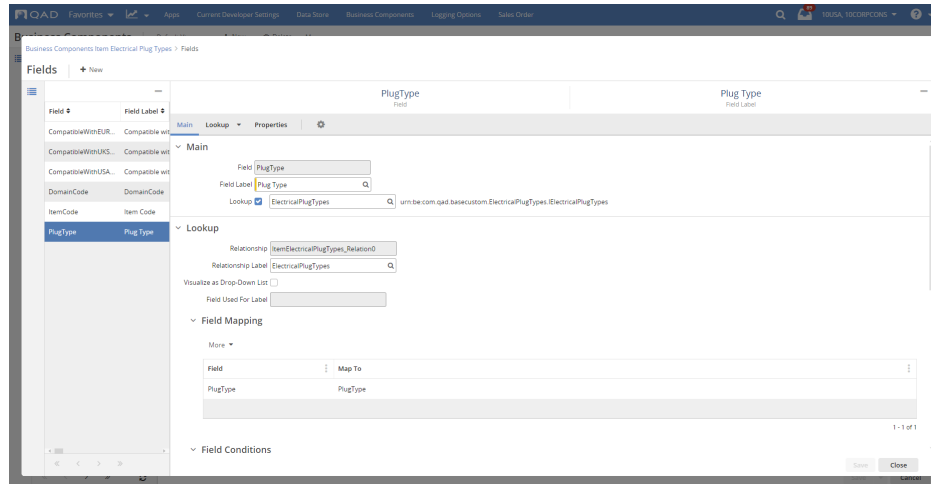 QAD Favorites Apps Current Developer Settings Data Store Business Components Logging Options Sales Order 10USA, 10CORPCONS
Business Components Item Electrical Plug Types > Fields
Fields + New
PlugType
Field
Plug Type
Field Label
Field Field Label
CompatibleWithEUR... Compatible wit
CompatibleWithUKS... Compatible wit
CompatibleWithUSA... Compatible wit
DomainCode DomainCode
ItemCode Item Code
PlugType Plug Type
Main Lookup Properties
Main
Field PlugType
Field Label Plug Type
Lookup ElectricalPlugTypes urn:be:com.qad.basecustom.ElectricalPlugTypes.IElectricalPlugTypes
Lookup
Relationship ItemElectricalPlugTypes_Relation0
Relationship Label ElectricalPlugTypes
Visualize as Drop-Down List
Field Used For Label
Field Mapping
More
Field Map To
PlugType PlugType
1 - 1 of 1
Field Conditions
Save Close
Cancel